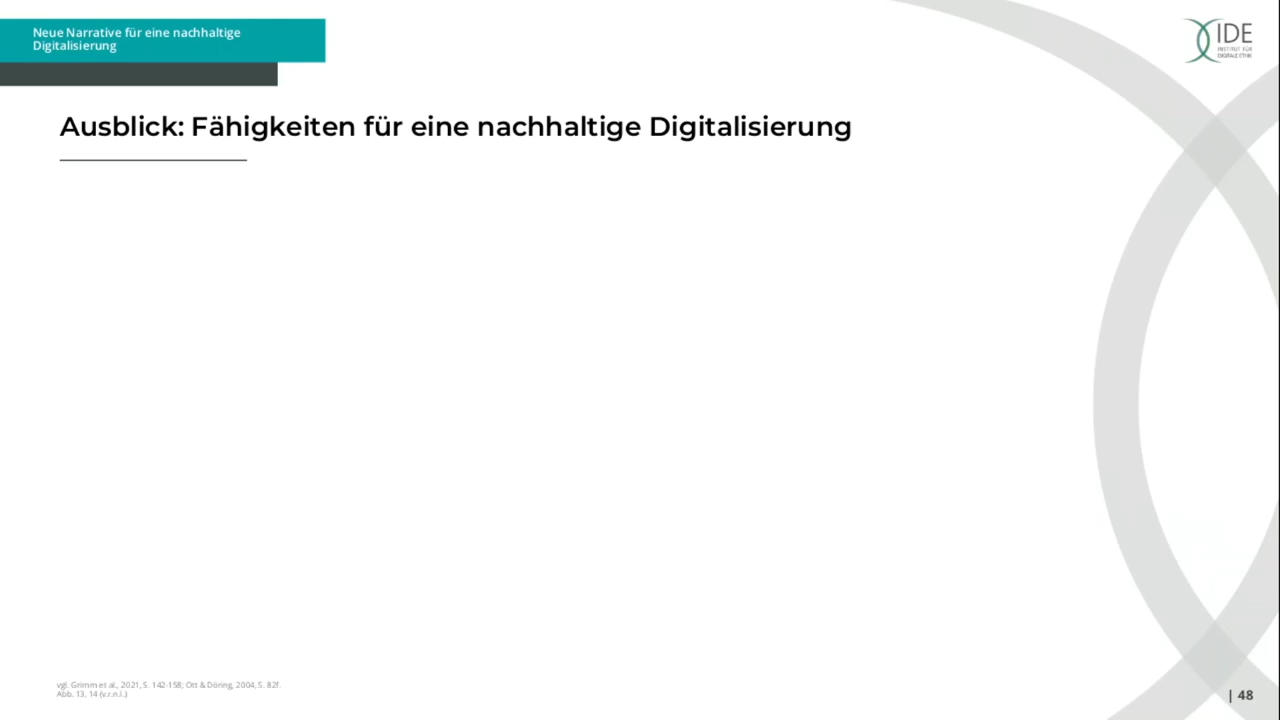 Neue Narrative für eine nachhaltige
Digitalisierung
IDE
INSTITUT FÜR
DIGITALE ETHIK
Ausblick: Fähigkeiten für eine nachhaltige Digitalisierung
vgl. Grimm et al., 2021, S. 142-158; Ott & Döring, 2004, S. 82f.
Abb. 13, 14 (v.r.n.l.)
| 48